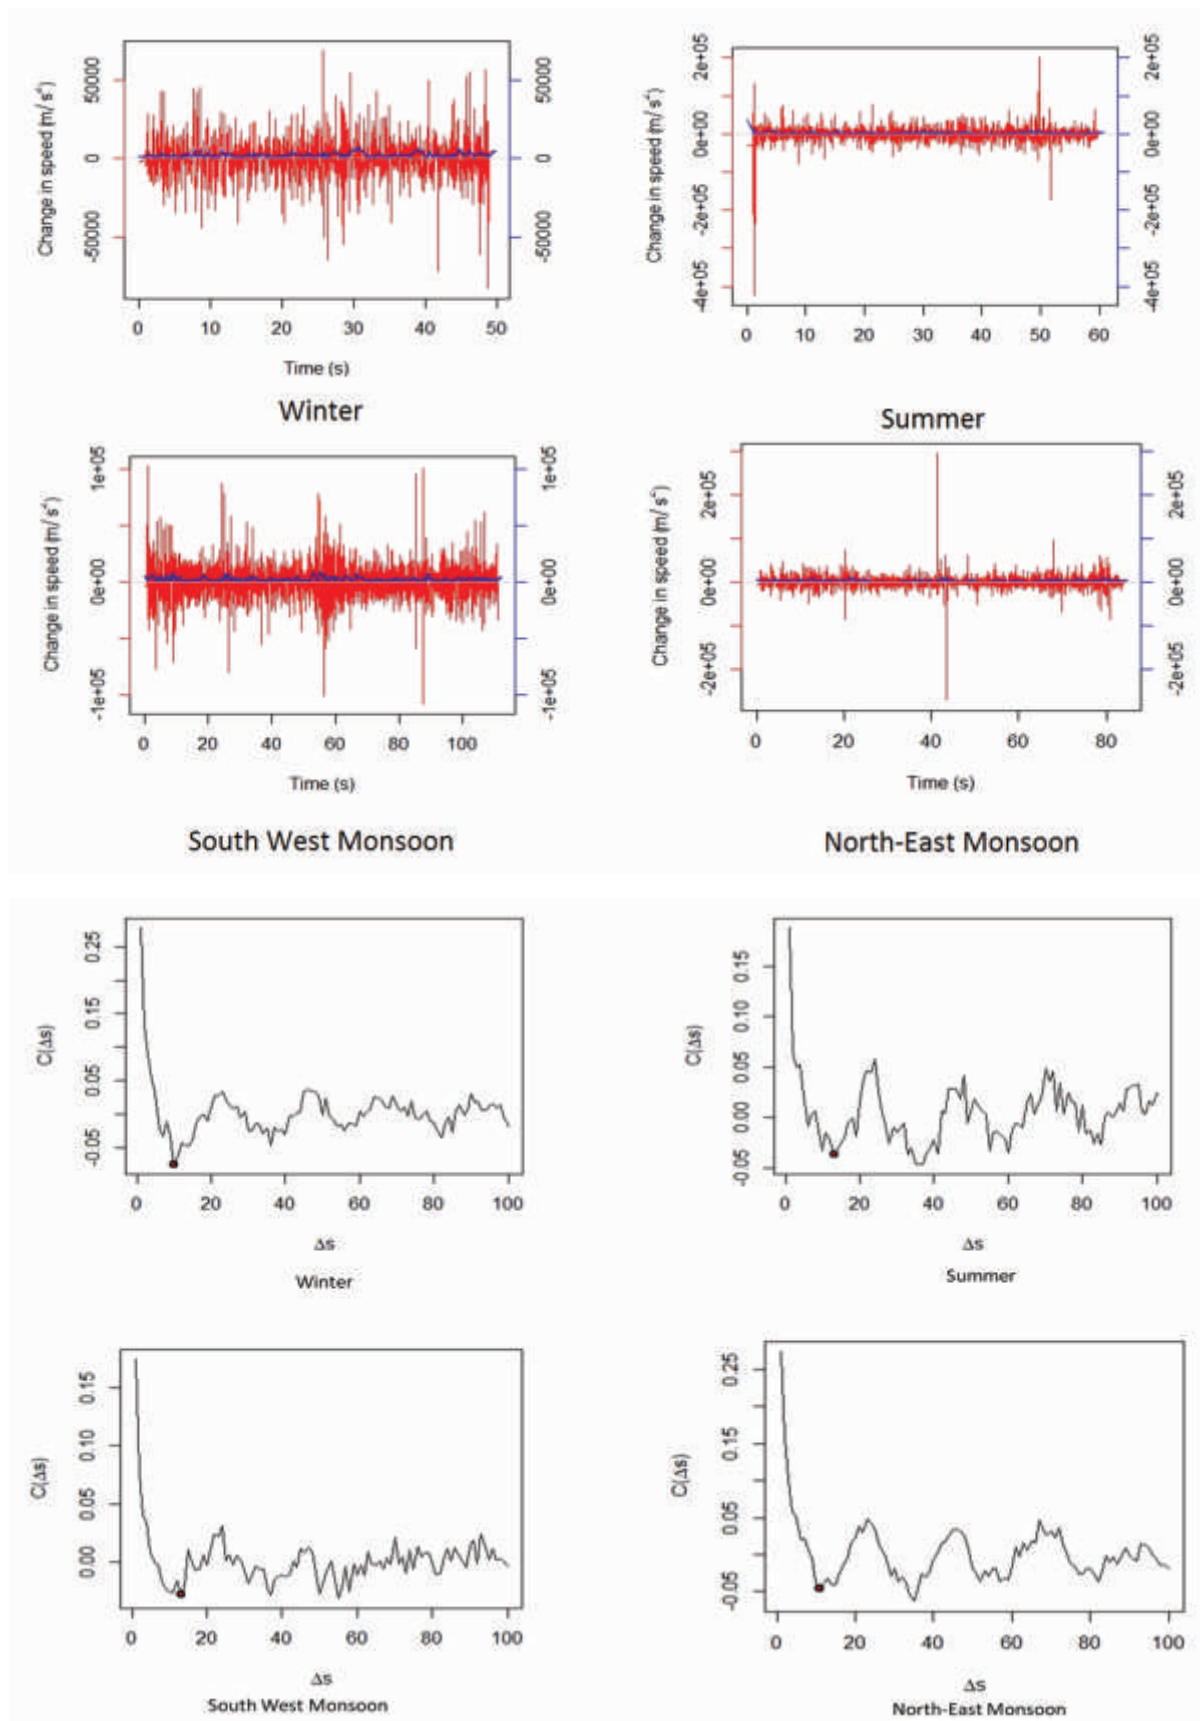 Change in speed (m/ s²)
50000
0
-50000
50000
0
-50000
0 10 20 30 40 50
Time (s)
Winter
Change in speed (m/ s²)
2e+05
0e+00
-2e+05
-4e+05
2e+05
0e+00
-2e+05
-4e+05
0 10 20 30 40 50 60
Summer
Change in speed (m/ s²)
1e+05
0e+00
-1e+05
1e+05
0e+00
-1e+05
0 20 40 60 80 100
Time (s)
South West Monsoon
Change in speed (m/ s²)
2e+05
0e+00
-2e+05
2e+05
0e+00
-2e+05
0 20 40 60 80
Time (s)
North-East Monsoon
C(Δs)
0.25
0.15
0.05
-0.05
0 20 40 60 80 100
Δs
Winter
C(Δs)
0.15
0.10
0.05
0.00
-0.05
0 20 40 60 80 100
Δs
Summer
C(Δs)
0.15
0.10
0.05
0.00
0 20 40 60 80 100
Δs
South West Monsoon
C(Δs)
0.25
0.15
0.05
-0.05
0 20 40 60 80 100
Δs
North-East Monsoon